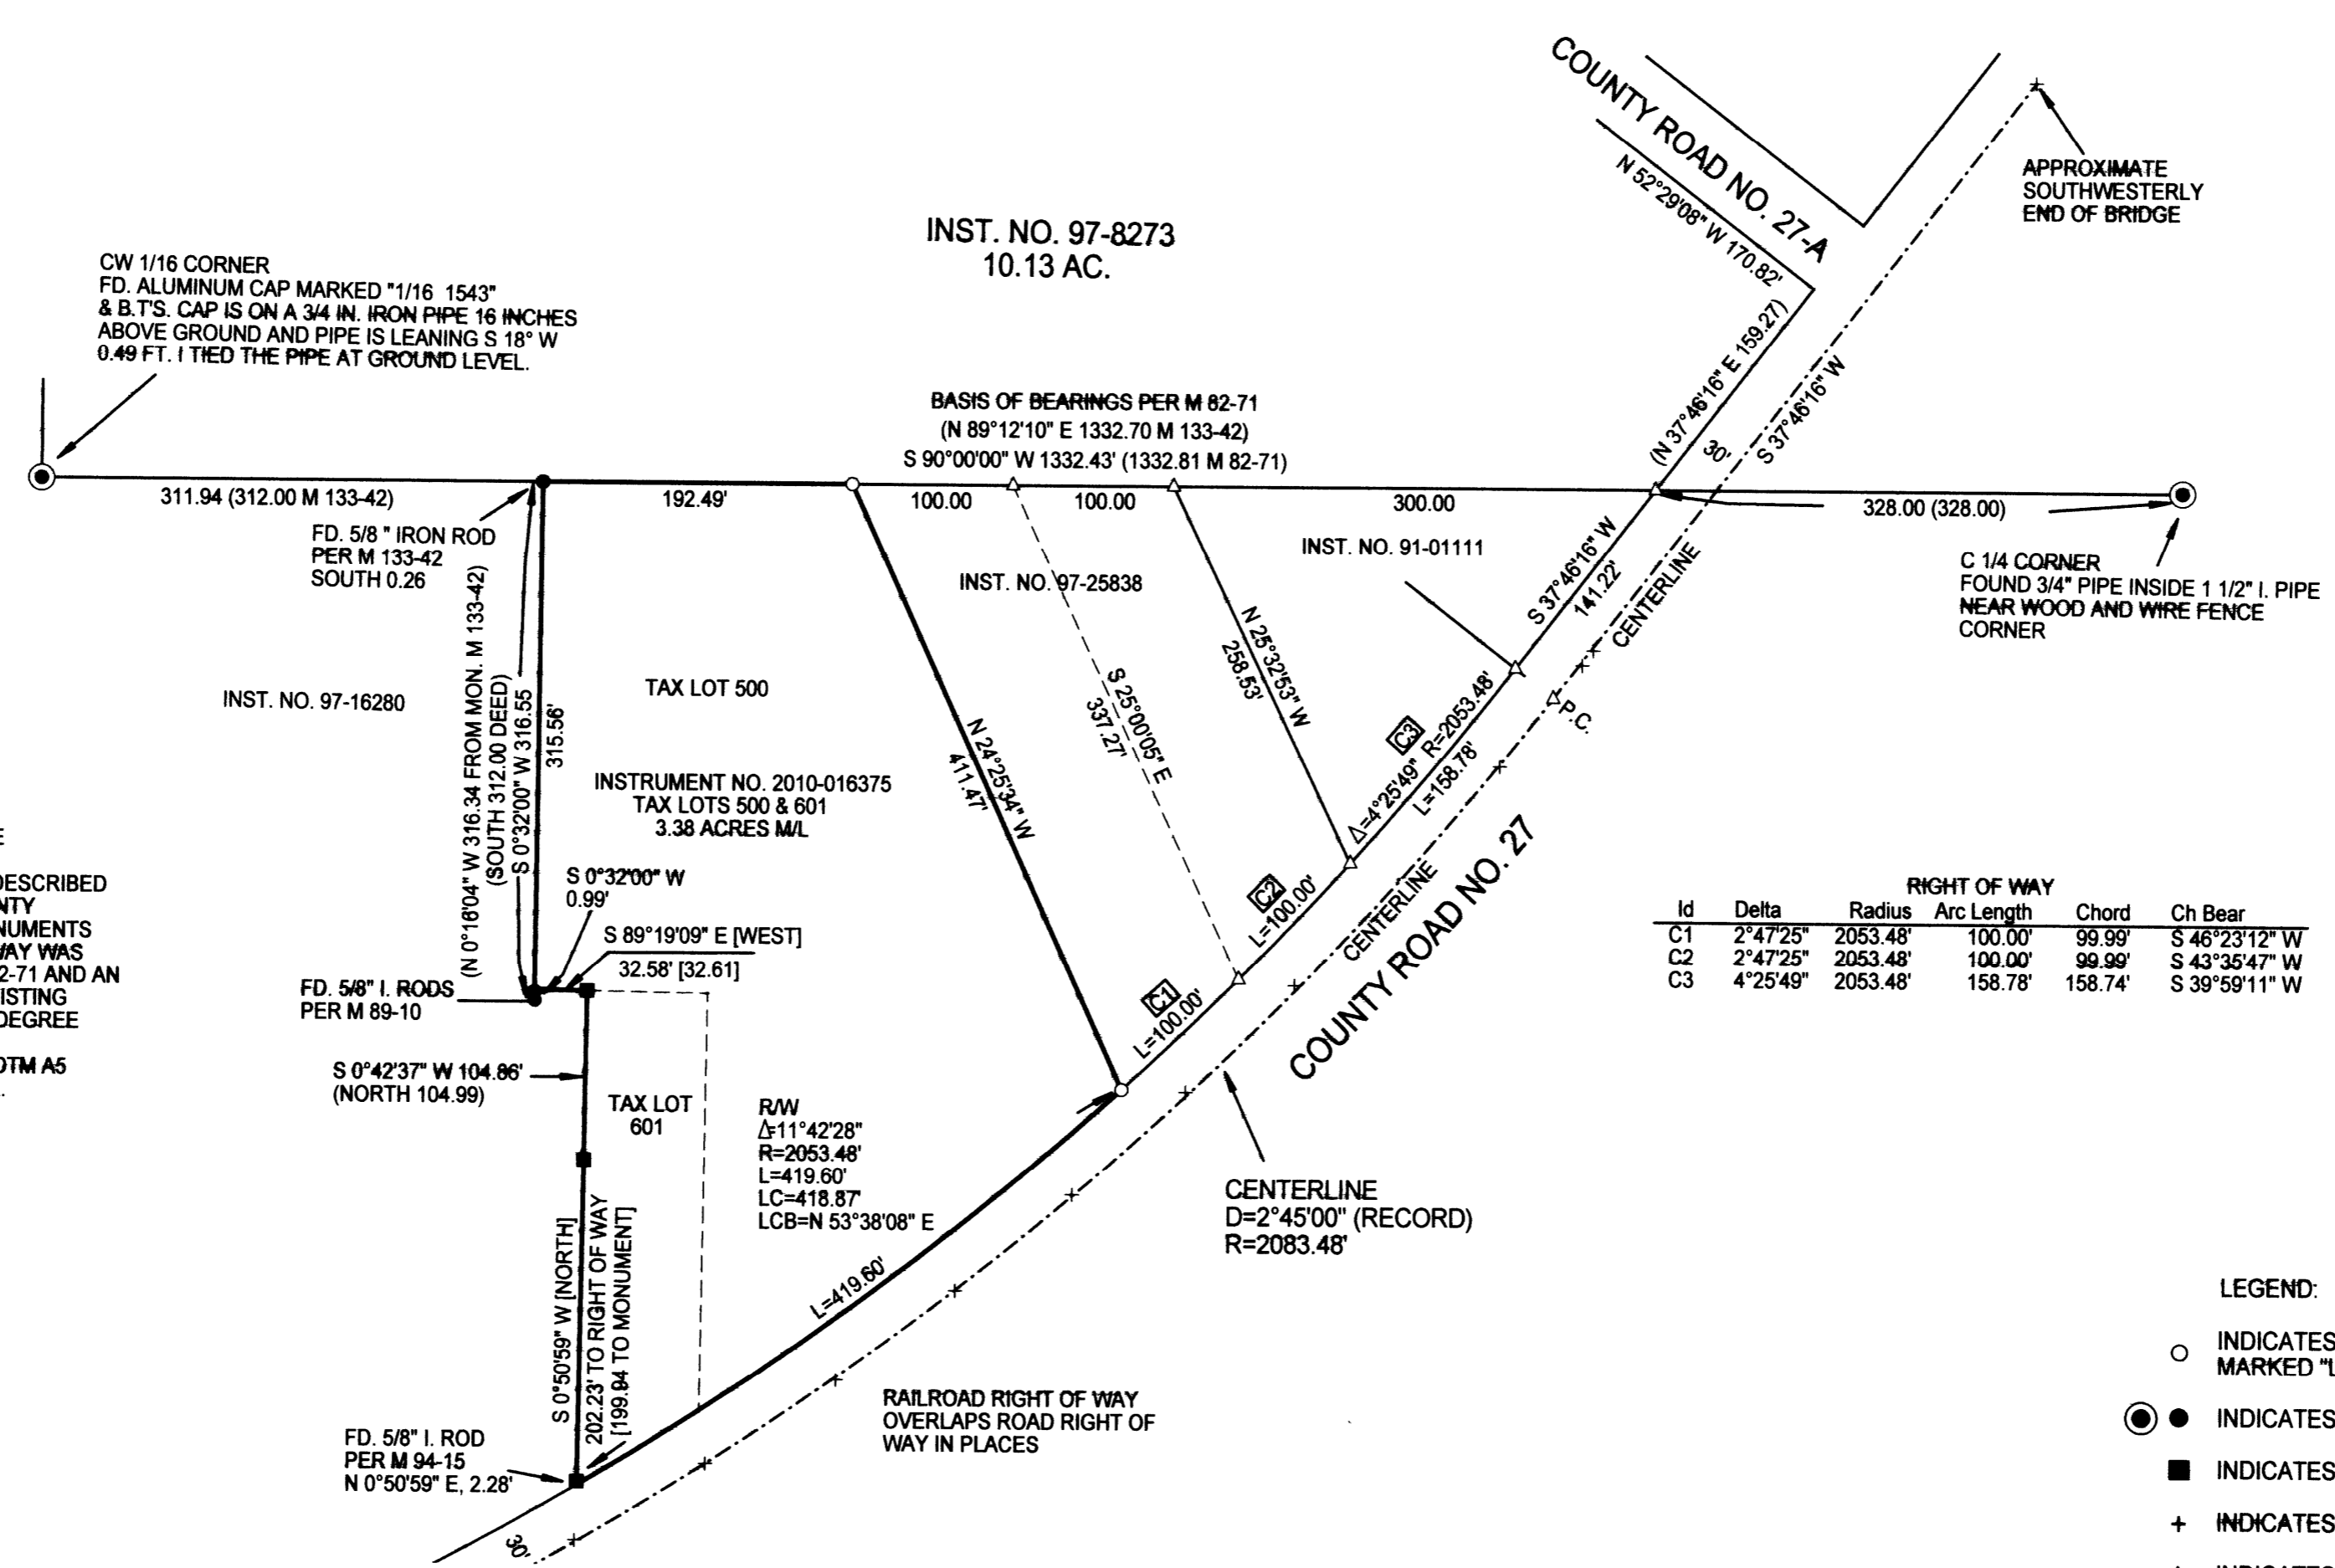 COUNTY ROAD NO. 27-A
N 52°29'08" W 170.82'
APPROXIMATE
SOUTHWESTERLY
END OF BRIDGE
INST. NO. 97-8273
10.13 AC.
CW 1/16 CORNER
FD. ALUMINUM CAP MARKED "1/16 1543"
& B.T'S. CAP IS ON A 3/4 IN. IRON PIPE 16 INCHES
ABOVE GROUND AND PIPE IS LEANING S 18° W
0.49 FT. I TIED THE PIPE AT GROUND LEVEL.
BASIS OF BEARINGS PER M 82-71
(N 89°12'10" E 1332.70 M 133-42)
S 90°00'00" W 1332.43' (1332.81 M 82-71)
(N 37°46'16" E 159.27)
30'
S 37°46'16" W
311.94 (312.00 M 133-42)
192.49'
100.00
100.00
300.00
328.00 (328.00)
FD. 5/8 " IRON ROD
PER M 133-42
SOUTH 0.26
INST. NO. 97-25838
INST. NO. 91-01111
S 37°46'16" W
141.22'
CENTERLINE
C 1/4 CORNER
FOUND 3/4" PIPE INSIDE 1 1/2" I. PIPE
NEAR WOOD AND WIRE FENCE
CORNER
INST. NO. 97-16280
(N 0°16'04" W 316.34 FROM MON. M 133-42)
(SOUTH 312.00 DEED)
S 0°32'00" W 316.55
315.56'
TAX LOT 500
INSTRUMENT NO. 2010-016375
TAX LOTS 500 & 601
3.38 ACRES M/L
N 24°25'34" W
411.47'
S 25°00'05" E
337.27'
N 25°32'53" W
258.53'
C3
Δ=4°25'49" R=2053.48'
L=158.78'
P.C.
C2
L=100.00'
CENTERLINE
COUNTY ROAD NO. 27
C1
L=100.00'
E
DESCRIBED
NTY
NUMENTS
WAY WAS
2-71 AND AN
ISTING
DEGREE
OTM A5
.
S 0°32'00" W
0.99'
S 89°19'09" E [WEST]
32.58' [32.61]
FD. 5/8" I. RODS
PER M 89-10
S 0°42'37" W 104.86'
(NORTH 104.99)
TAX LOT
601
RIGHT OF WAY
Id Delta Radius Arc Length Chord Ch Bear
C1 2°47'25" 2053.48' 100.00' 99.99' S 46°23'12" W
C2 2°47'25" 2053.48' 100.00' 99.99' S 43°35'47" W
C3 4°25'49" 2053.48' 158.78' 158.74' S 39°59'11" W
R/W
Δ=11°42'28"
R=2053.48'
L=419.60'
LC=418.87'
LCB=N 53°38'08" E
CENTERLINE
D=2°45'00" (RECORD)
R=2083.48'
L=419.60'
S 0°50'59" W [NORTH]
202.23' TO RIGHT OF WAY
[199.94 TO MONUMENT]
RAILROAD RIGHT OF WAY
OVERLAPS ROAD RIGHT OF
WAY IN PLACES
FD. 5/8" I. ROD
PER M 94-15
N 0°50'59" E, 2.28'
30'
LEGEND:
INDICATES
MARKED "L
INDICATES
INDICATES
INDICATES